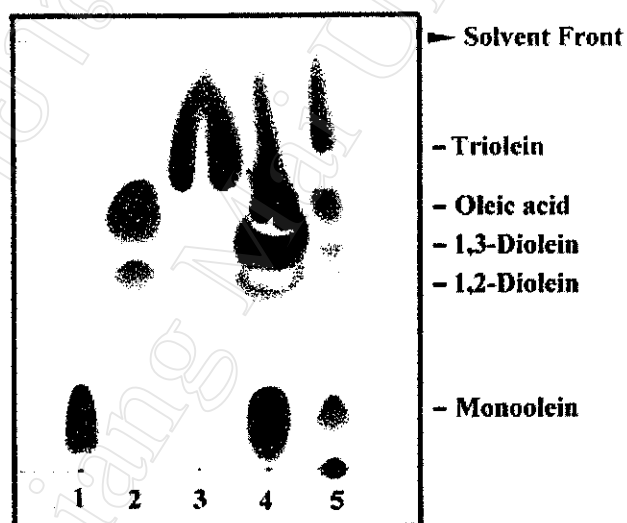 ► Solvent Front
- Triolein
- Oleic acid
- 1,3-Diolein
- 1,2-Diolein
- Monoolein
1 2 3 4 5